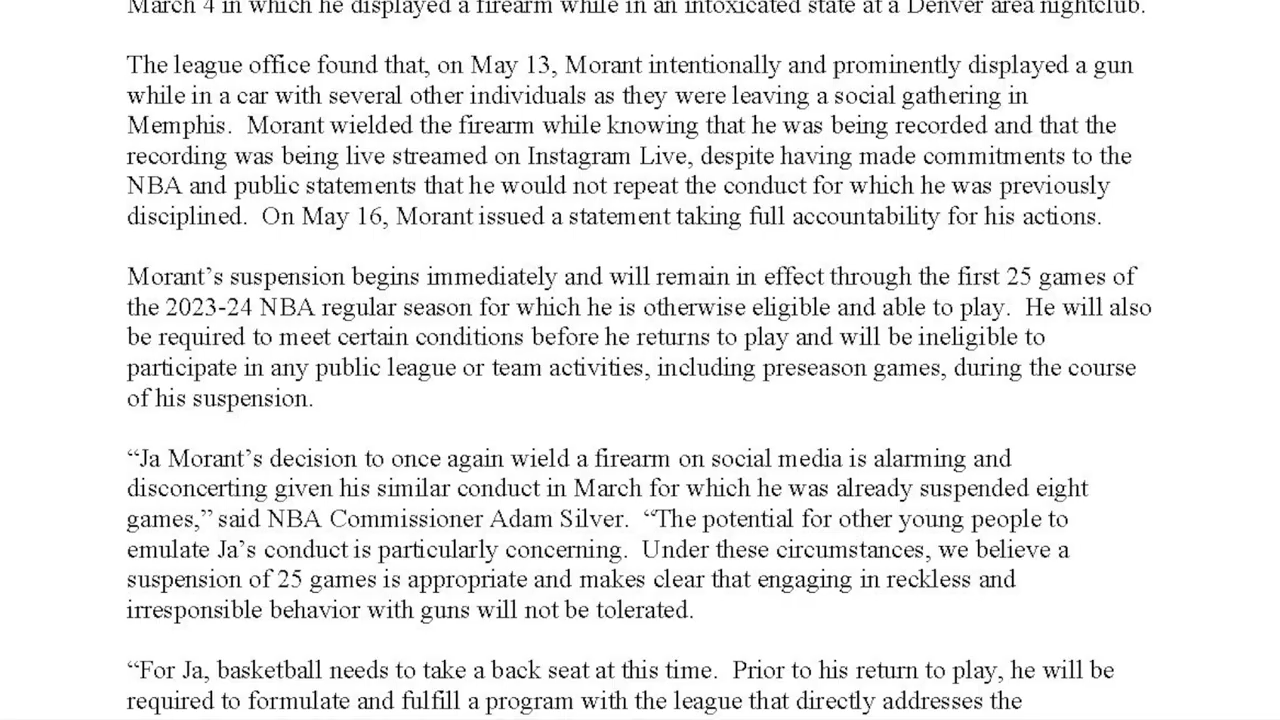 March 4 in which he displayed a firearm while in an intoxicated state at a Denver area nightclub.
The league office found that, on May 13, Morant intentionally and prominently displayed a gun
while in a car with several other individuals as they were leaving a social gathering in
Memphis.  Morant wielded the firearm while knowing that he was being recorded and that the
recording was being live streamed on Instagram Live, despite having made commitments to the
NBA and public statements that he would not repeat the conduct for which he was previously
disciplined.  On May 16, Morant issued a statement taking full accountability for his actions.
Morant’s suspension begins immediately and will remain in effect through the first 25 games of
the 2023-24 NBA regular season for which he is otherwise eligible and able to play.  He will also
be required to meet certain conditions before he returns to play and will be ineligible to
participate in any public league or team activities, including preseason games, during the course
of his suspension.
“Ja Morant’s decision to once again wield a firearm on social media is alarming and
disconcerting given his similar conduct in March for which he was already suspended eight
games,” said NBA Commissioner Adam Silver.  “The potential for other young people to
emulate Ja’s conduct is particularly concerning.  Under these circumstances, we believe a
suspension of 25 games is appropriate and makes clear that engaging in reckless and
irresponsible behavior with guns will not be tolerated.
“For Ja, basketball needs to take a back seat at this time.  Prior to his return to play, he will be
required to formulate and fulfill a program with the league that directly addresses the